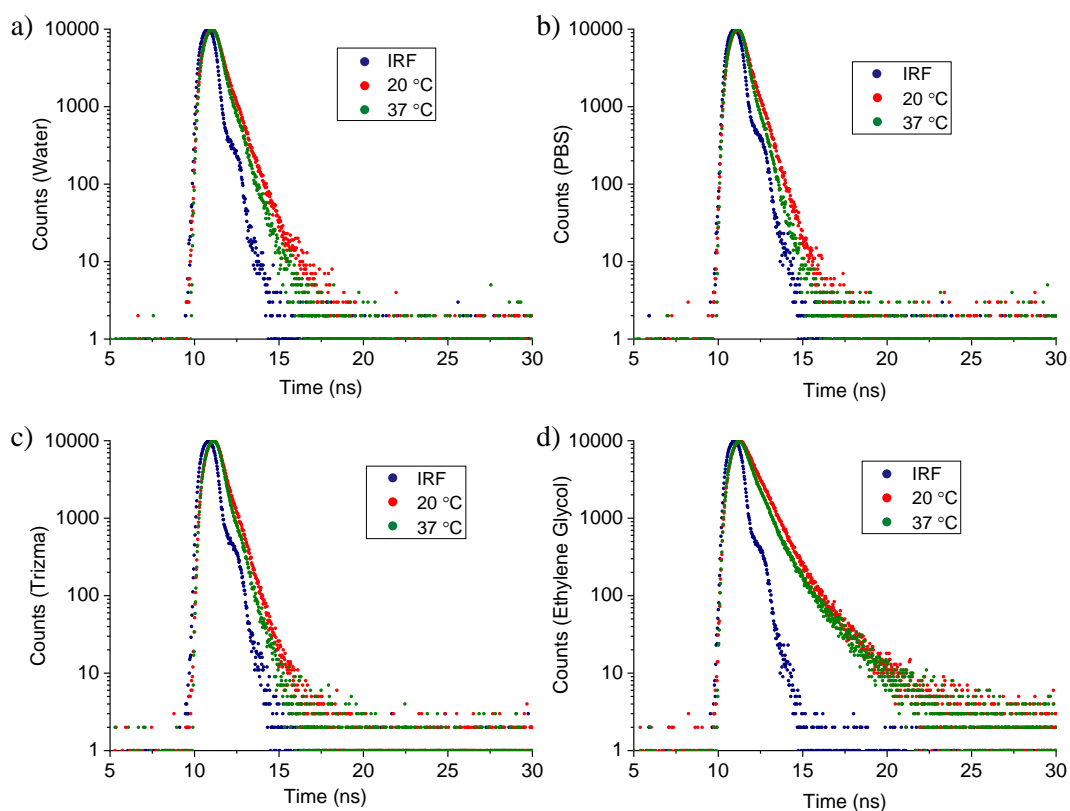 a)
10000
1000
100
10
1
Counts (Water)
IRF
20 °C
37 °C
5 10 15 20 25 30
Time (ns)
b)
10000
1000
100
10
1
Counts (PBS)
IRF
20 °C
37 °C
5 10 15 20 25 30
Time (ns)
c)
10000
1000
100
10
1
Counts (Trizima)
IRF
20 °C
37 °C
5 10 15 20 25 30
Time (ns)
d)
10000
1000
100
10
1
Counts (Ethylene Glycol)
IRF
20 °C
37 °C
5 10 15 20 25 30
Time (ns)